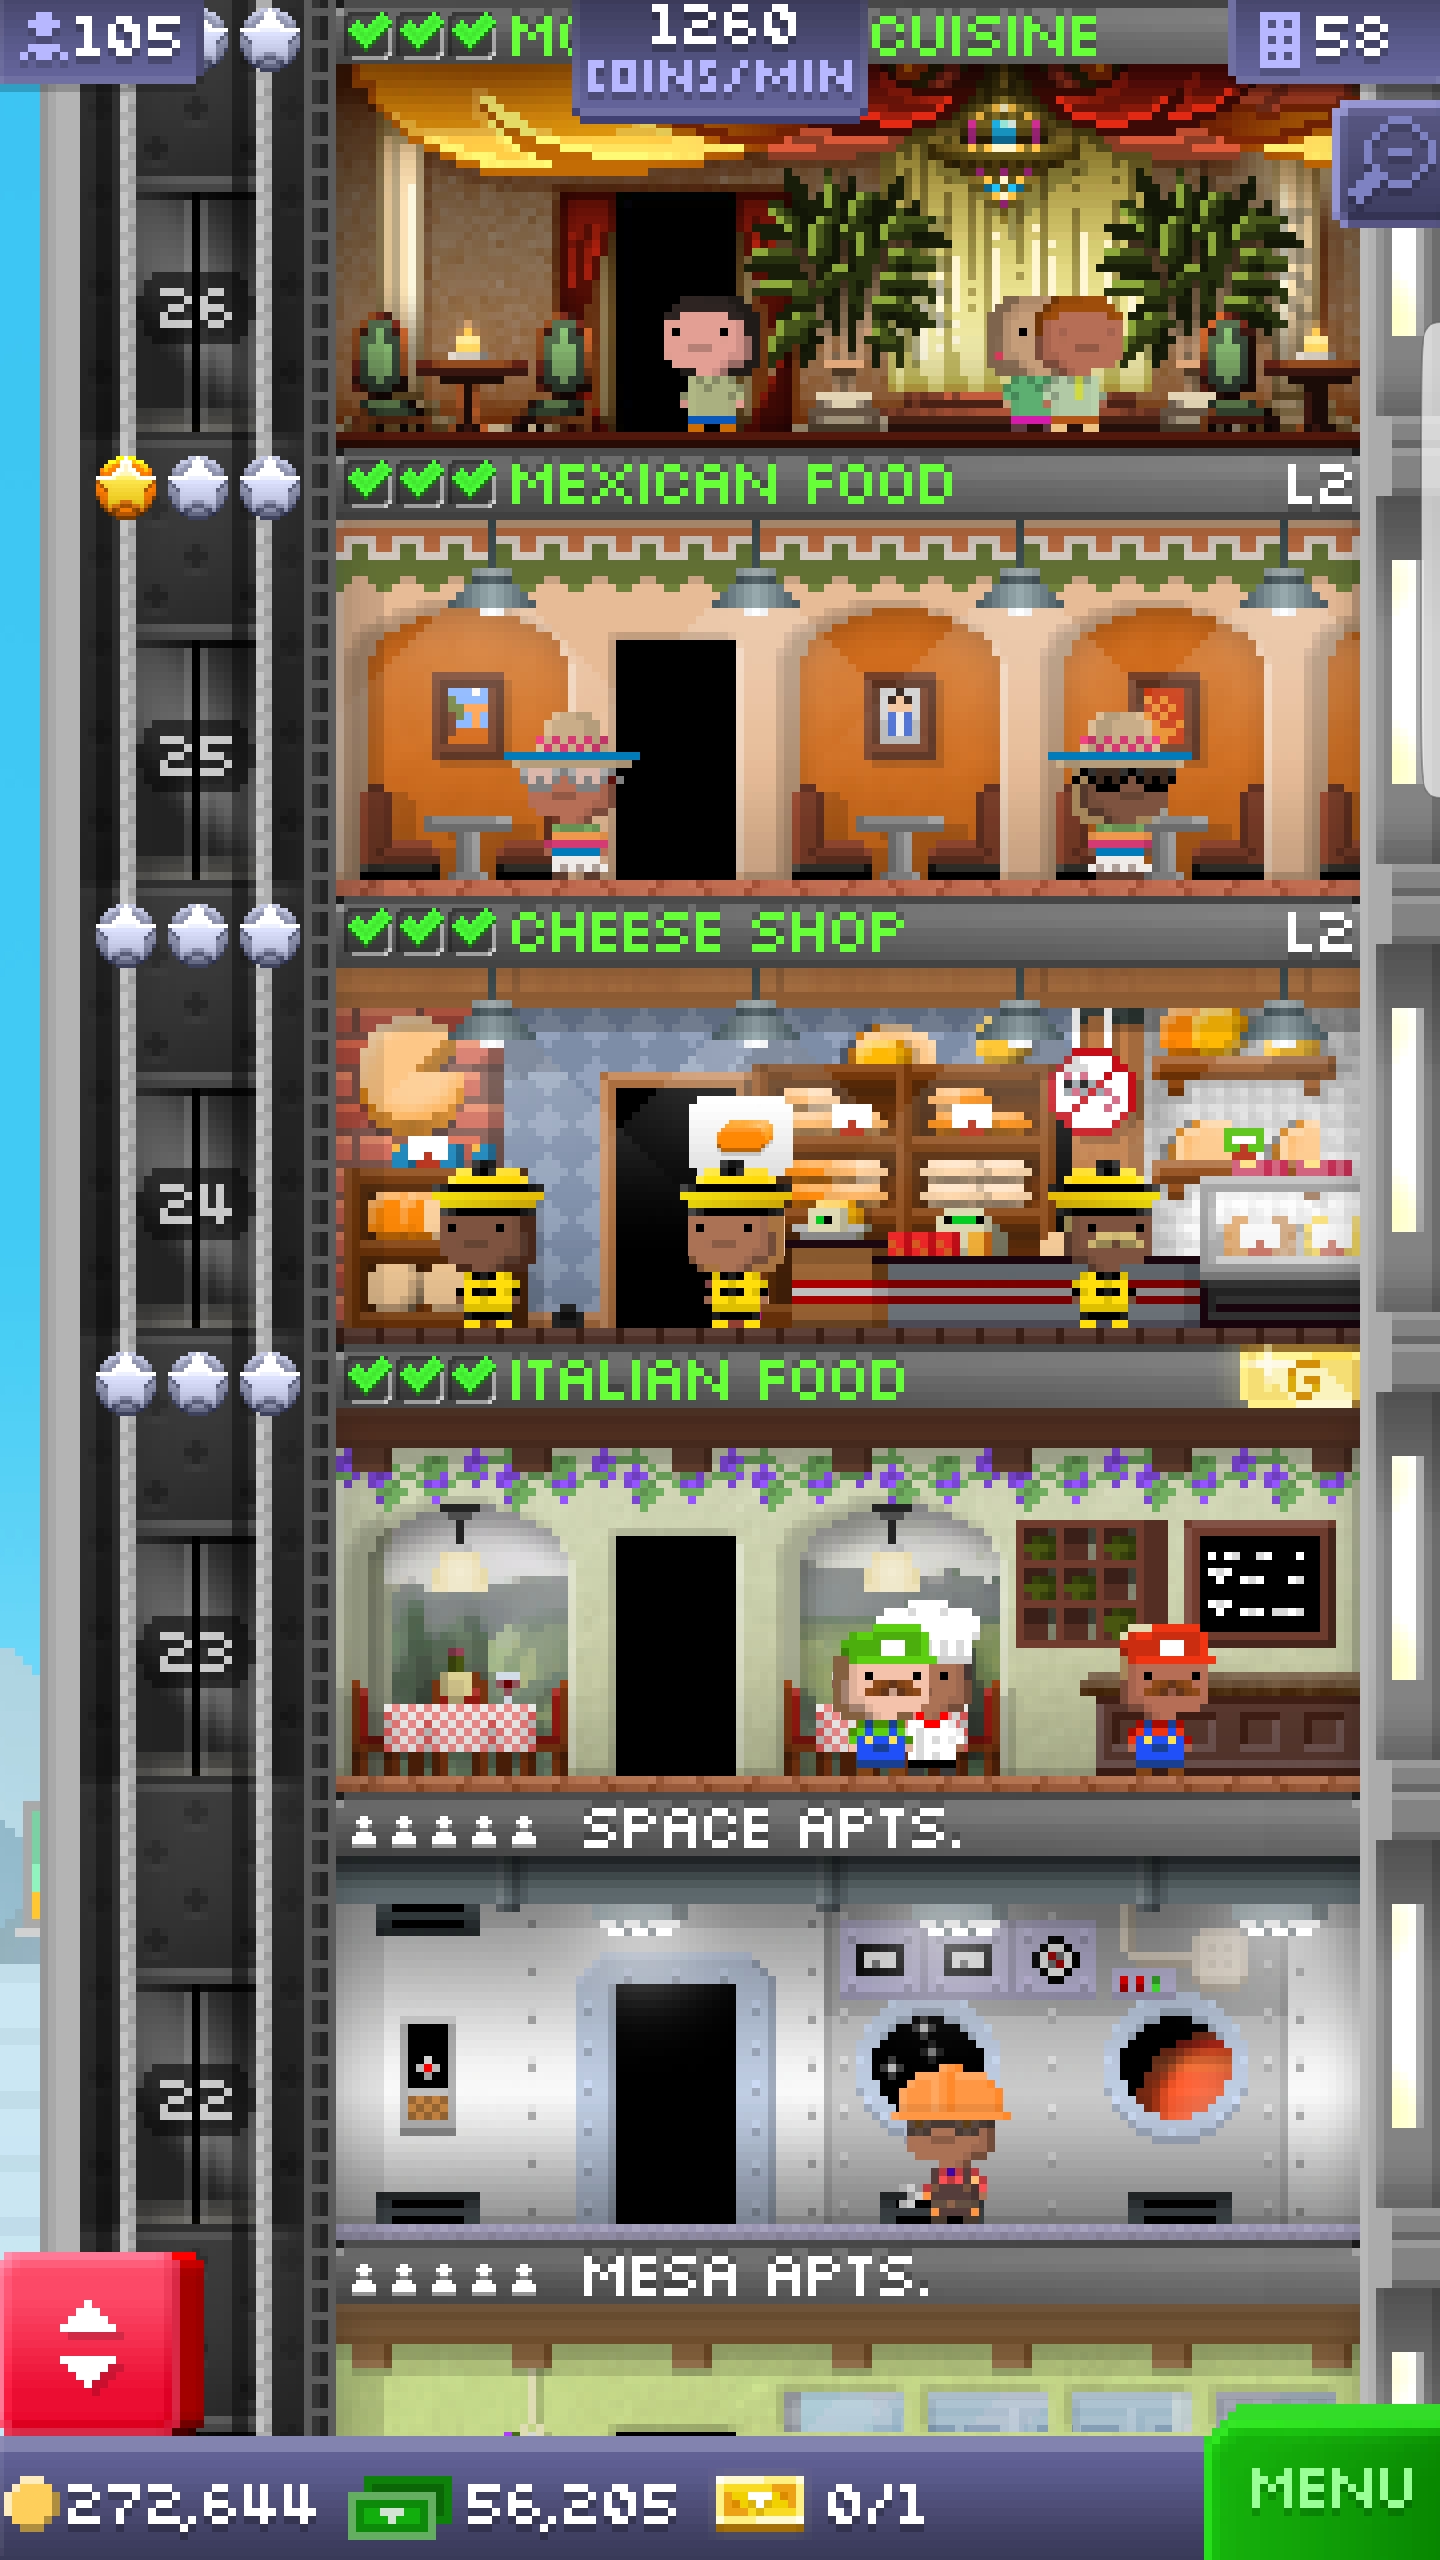 105
1260
COINS/MIN
58
CUISINE
26
MEXICAN FOOD L2
25
CHEESE SHOP L2
24
ITALIAN FOOD G
23
SPACE APTS.
22
MESA APTS.
272,644 56,205 0/1
MENU